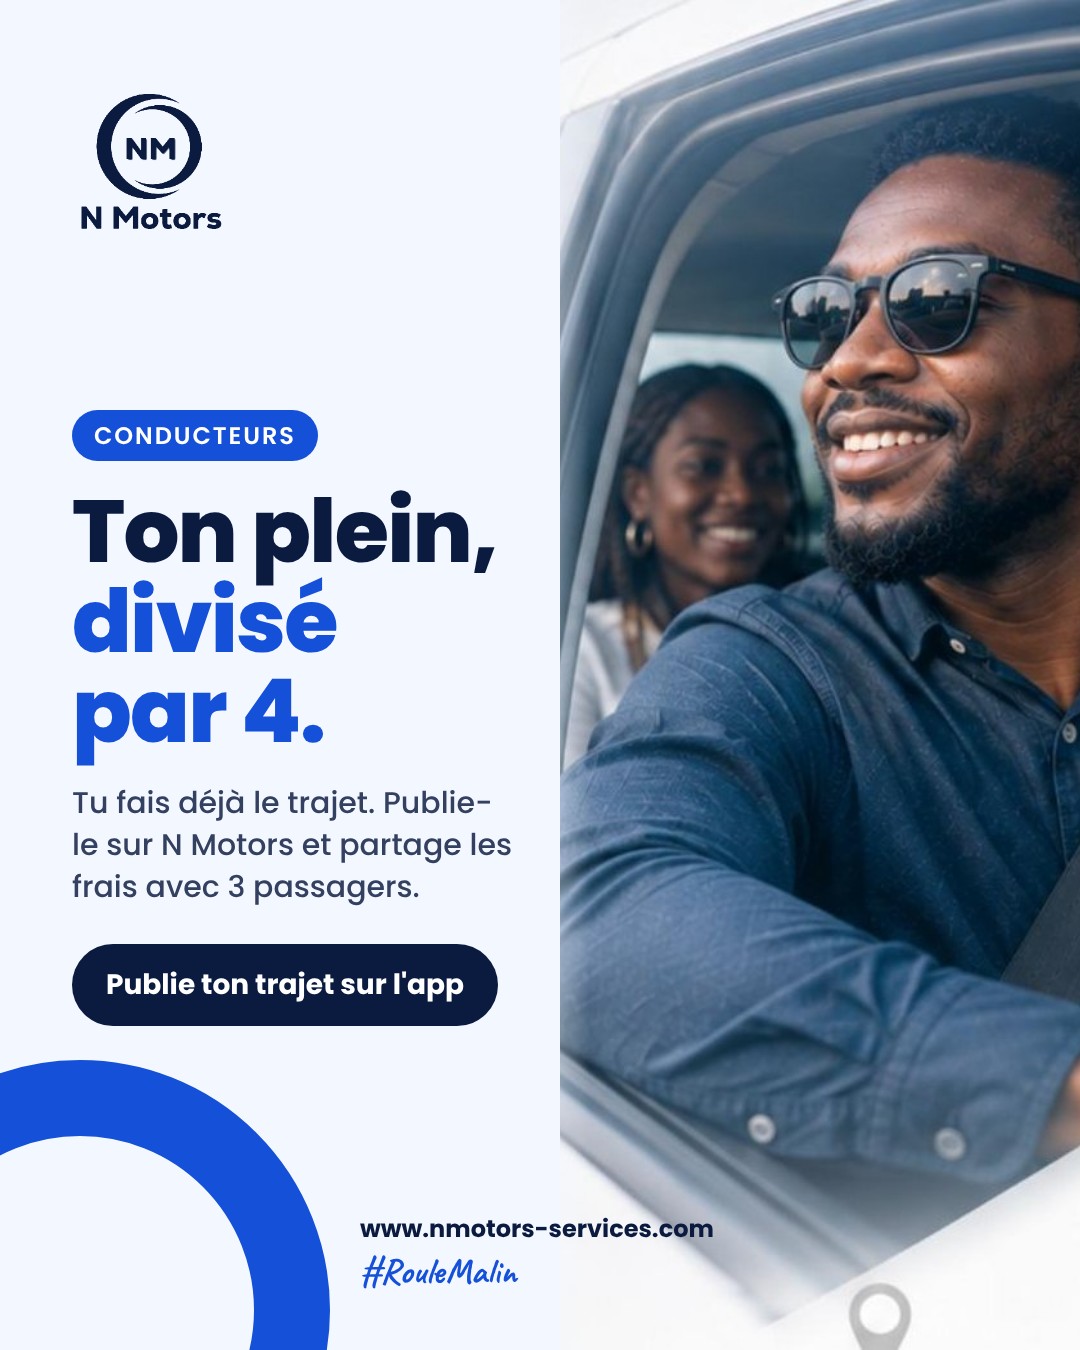 NM
N Motors
CONDUCTEURS
Ton plein,
divisé
par 4.
Tu fais déjà le trajet. Publie-
le sur N Motors et partage les
frais avec 3 passagers.
Publie ton trajet sur l'app
www.nmotors-services.com
#RouleMalin